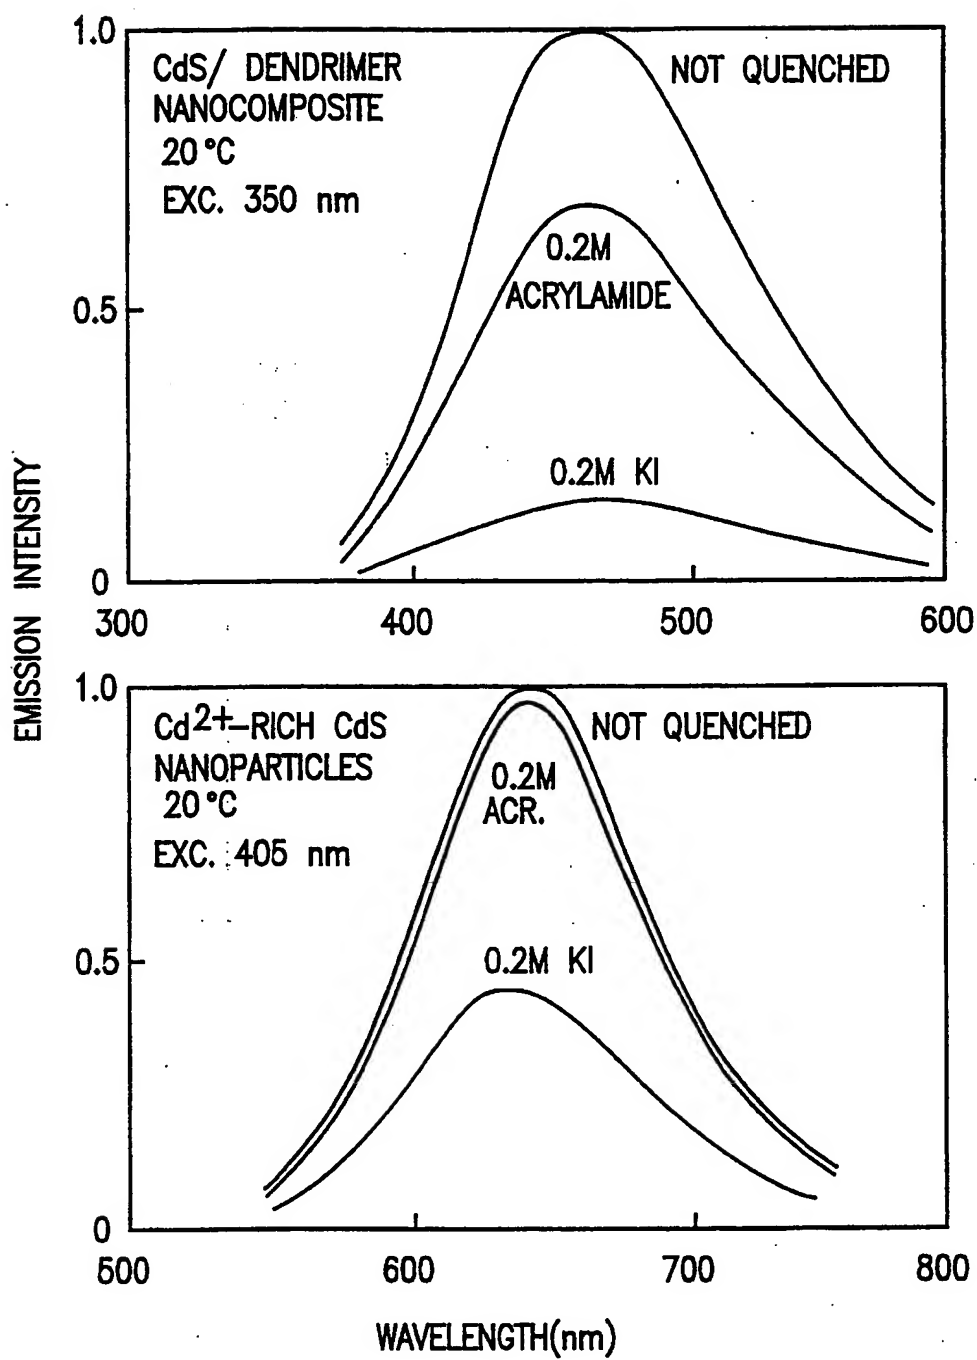 1.0
CdS/ DENDRIMER
NANOCOMPOSITE
20°C
EXC. 350 nm
NOT QUENCHED
0.2M
ACRYLAMIDE
0.5
0.2M KI
0
300 400 500 600
EMISSION INTENSITY
1.0
Cd2+-RICH CdS
NANOPARTICLES
20°C
EXC. 405 nm
NOT QUENCHED
0.2M
ACR.
0.5
0.2M KI
0
500 600 700 800
WAVELENGTH(nm)